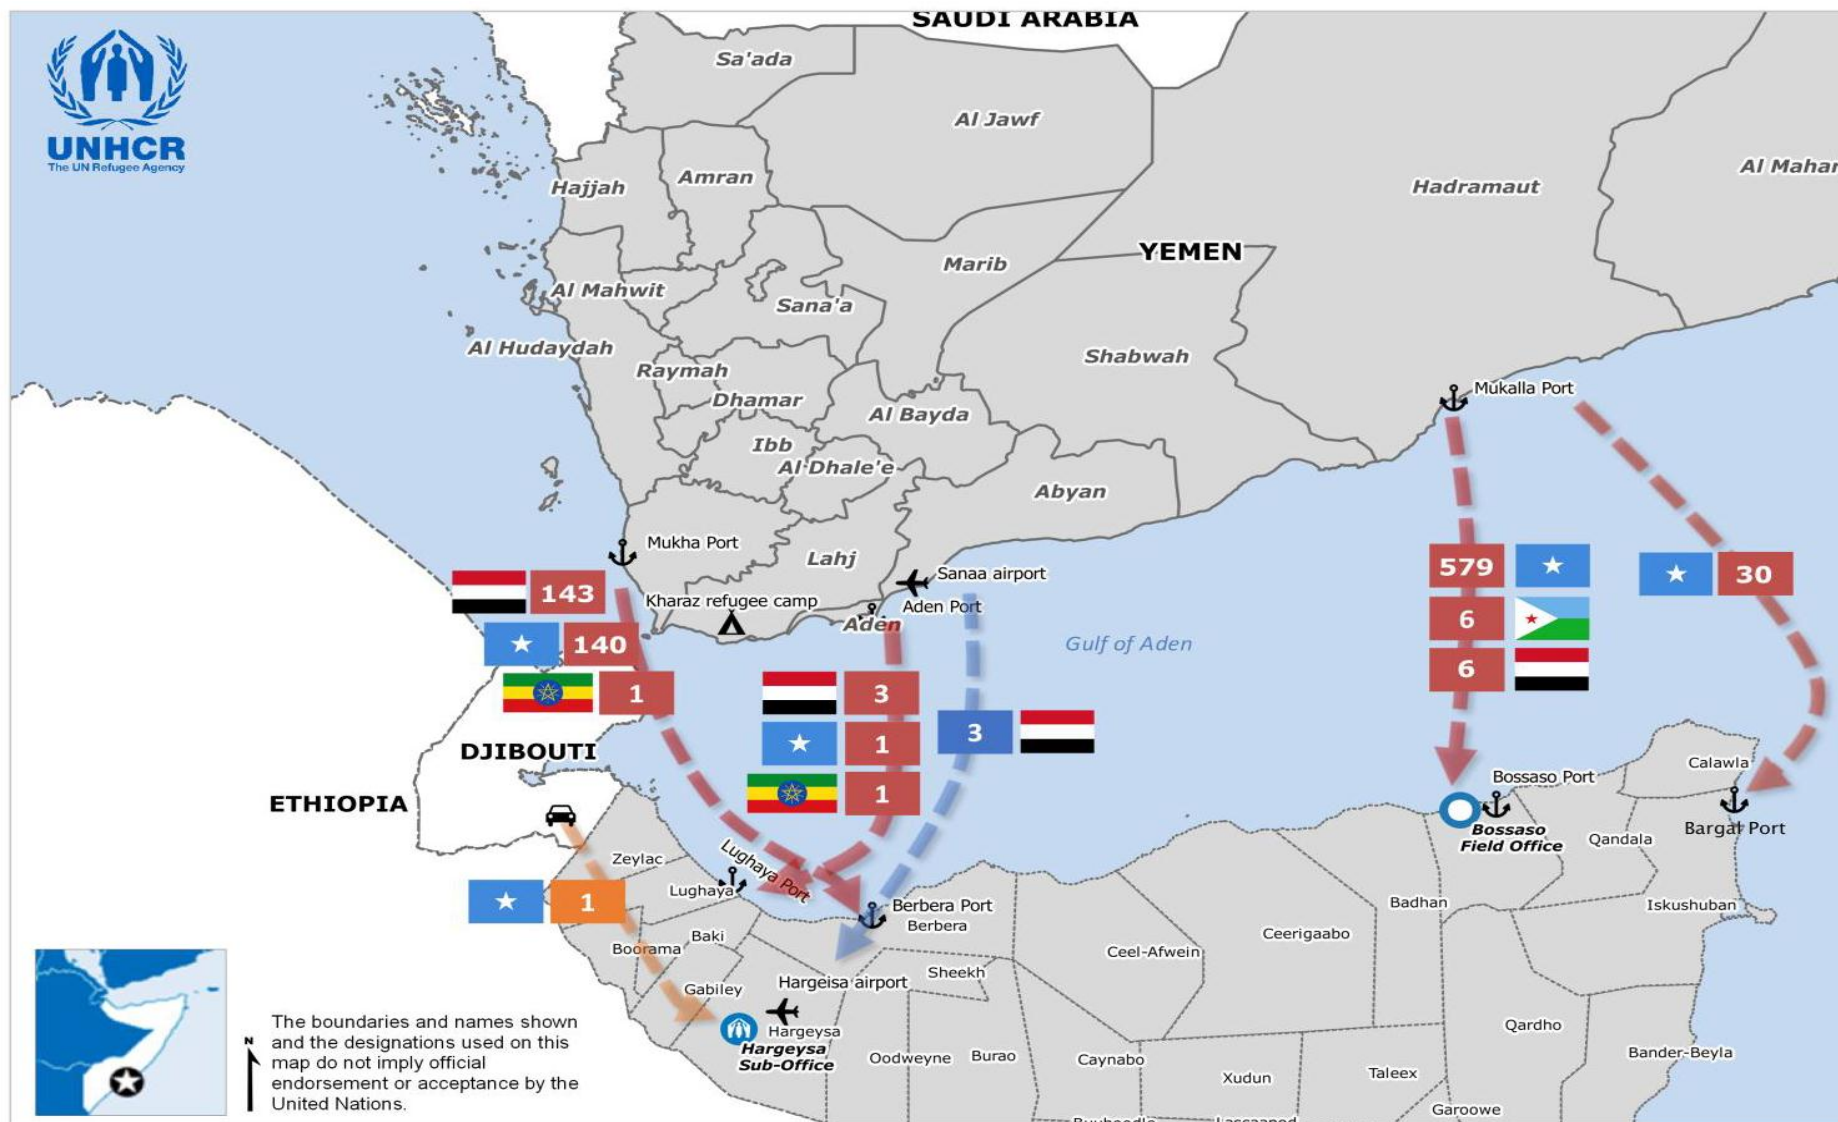 SAUDI ARABIA
Sa'ada
UNHCR
The UN Refugee Agency
Al Jawf
Hajjah
Amran
Al Mahar
Hadramaut
YEMEN
Marib
Al Mahwit
Sana'a
Al Hudaydah
Raymah
Shabwah
Dhamar
Mukalla Port
Al Bayda
Ibb
Al Dhale'e
Abyan
Mukha Port
Lahj
Sanaa airport
Kharaz refugee camp
Aden Port
Aden
Gulf of Aden
143
140
1
3
1
1
3
579
6
6
30
DJIBOUTI
ETHIOPIA
Calawla
Bossaso Port
Bargal Port
Bossaso
Field Office
Qandala
Zeylac
Lughaya Port
Lughaya
1
Berbera Port
Berbera
Badhan
Iskushuban
Ceerigaabo
Baki
Boorama
Ceel-Afwein
Sheekh
Gabiley
Hargeisa airport
Hargeysa
Hargeysa
Sub-Office
Qardho
Oodweyne
Burao
Caynabo
Xudun
Taleex
Bander-Beyla
Garoowe
The boundaries and names shown
and the designations used on this
map do not imply official
endorsement or acceptance by the
United Nations.
N